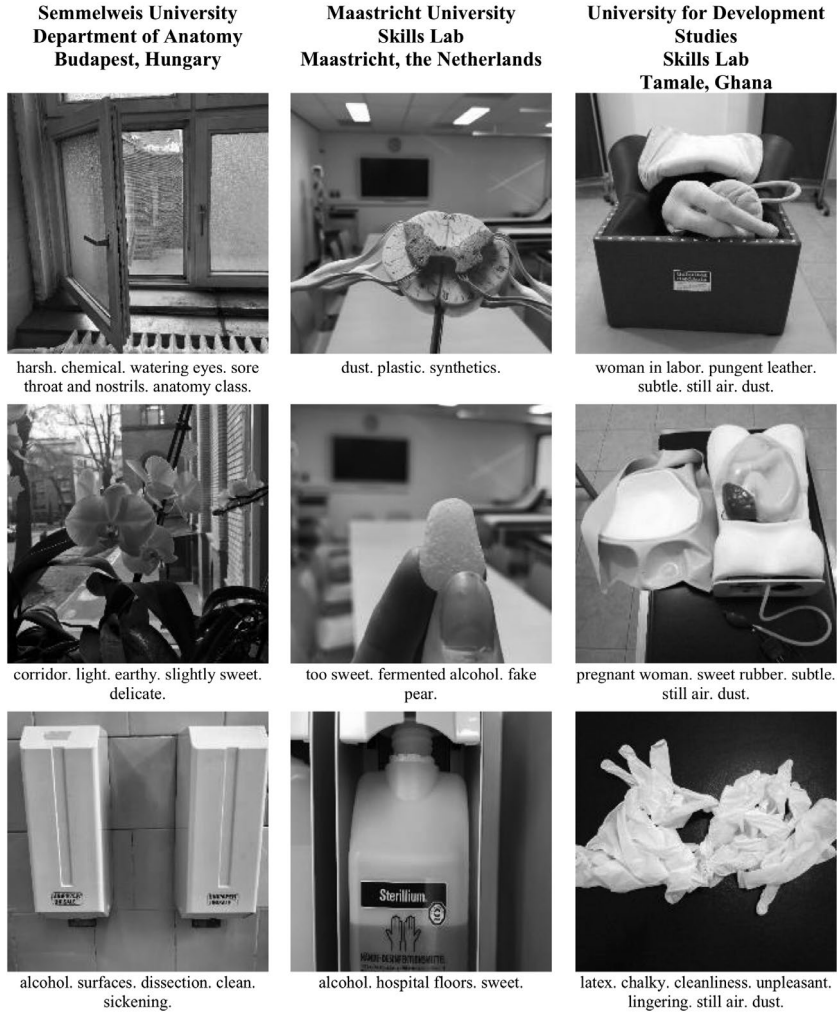 Semmelweis University
Department of Anatomy
Budapest, Hungary
Maastricht University
Skills Lab
Maastricht, the Netherlands
University for Development
Studies
Skills Lab
Tamale, Ghana
harsh. chemical. watering eyes. sore
throat and nostrils. anatomy class.
dust. plastic. synthetics.
woman in labor. pungent leather.
subtle. still air. dust.
corridor. light. earthy. slightly sweet.
delicate.
too sweet. fermented alcohol. fake
pear.
pregnant woman. sweet rubber. subtle.
still air. dust.
Sterillium
HÄNDE-DESINFEKTIONSMITTEL
alcohol. surfaces. dissection. clean.
sickening.
alcohol. hospital floors. sweet.
latex. chalky. cleanliness. unpleasant.
lingering. still air. dust.